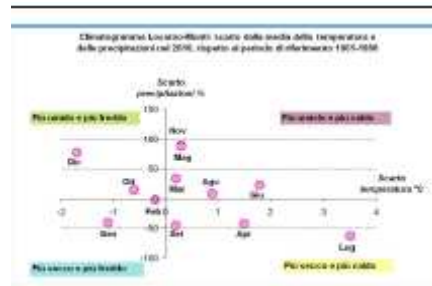 Climatogramma Locarno-Monti: scarto dalla media della temperatura e
delle precipitazioni nel 2010, rispetto al periodo di riferimento 1961-1990
Scarto
precipitazioni %
150
Più umido e più freddo
Nov
Più umido e più caldo
100
Dic
Mag
50
Ott
Mar
Ago
Giu
Scarto
temperatura °C
Feb
-2
-1
0
1
2
3
4
Gen
Set
Apr
-50
Lug
Più secco e più freddo
-100
Più secco e più caldo